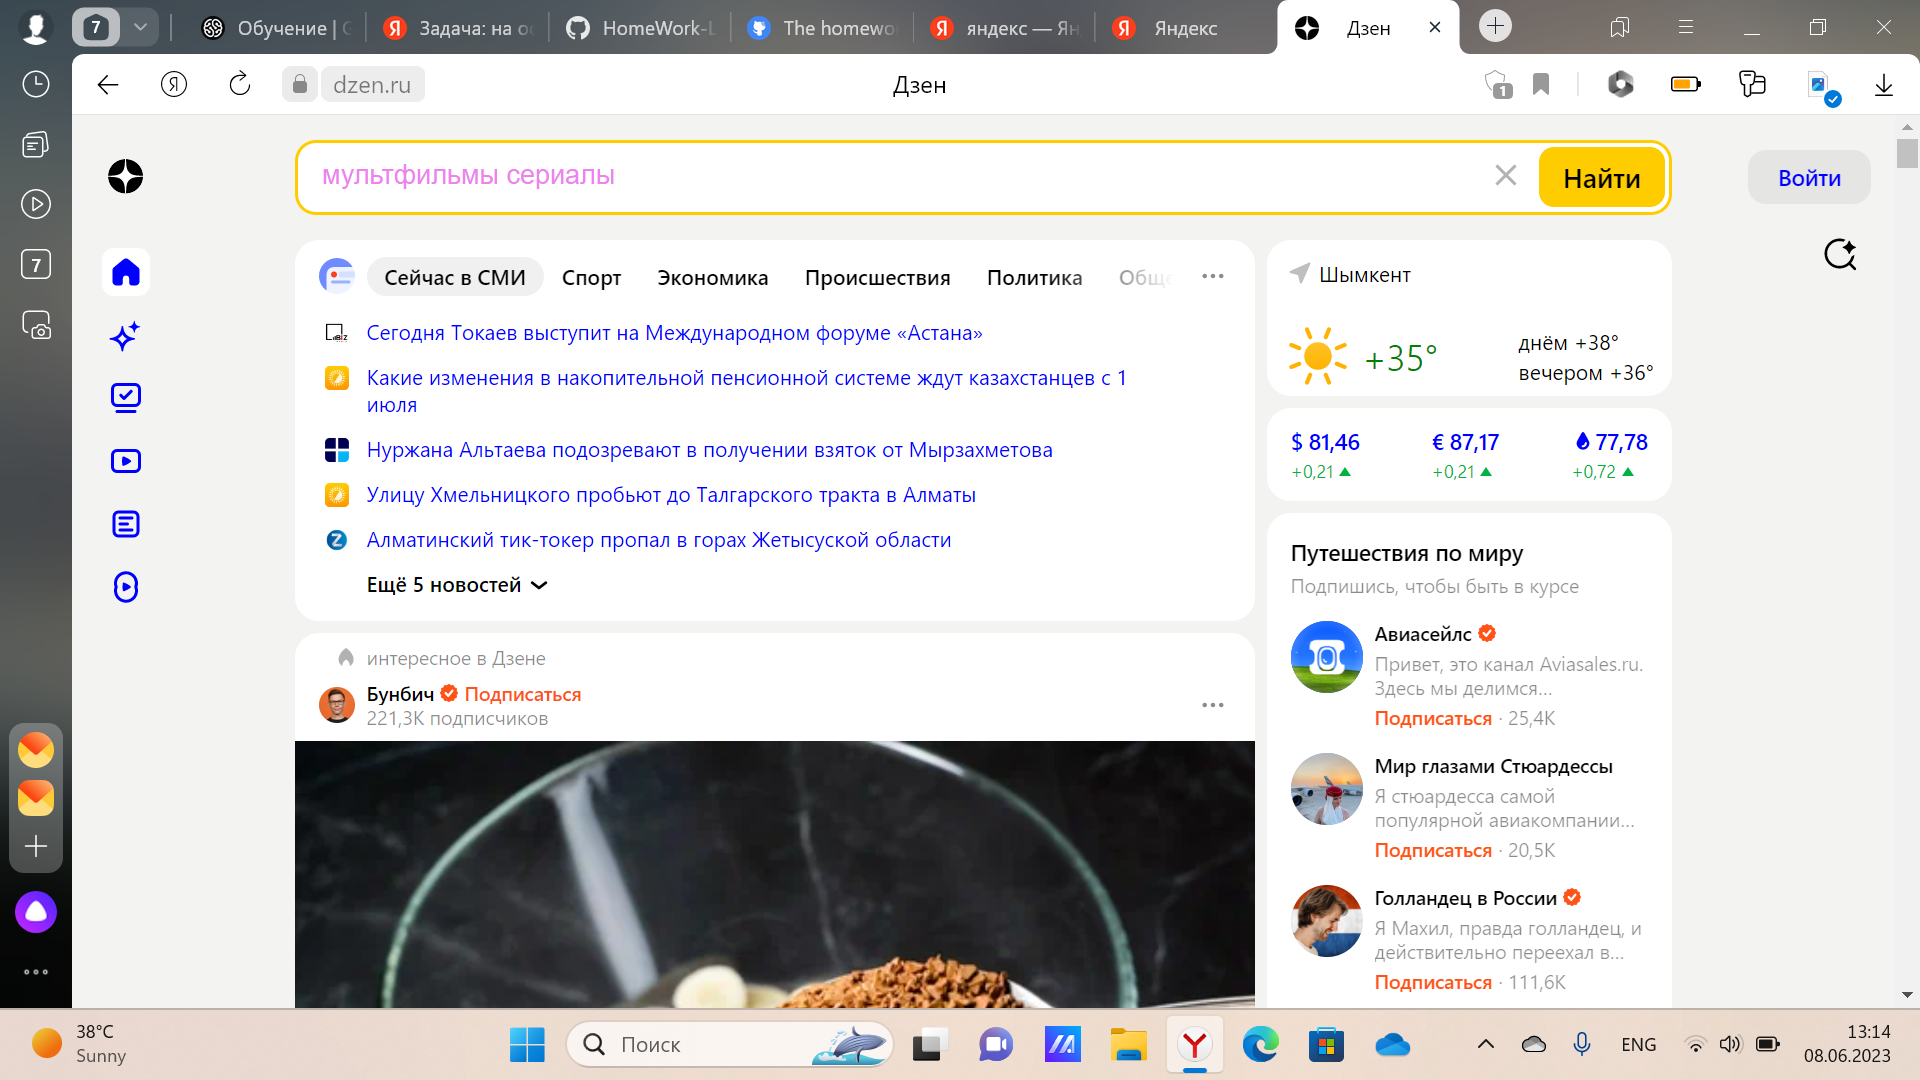 7
Обучение | G
Задача: на ос
HomeWork-L
The homewo
яндекс — Ян
Яндекс
Дзен
dzen.ru
Дзен
1
мультфильмы сериалы
Найти
Войти
7
Сейчас в СМИ Спорт Экономика Происшествия Политика Обще
Сегодня Токаев выступит на Международном форуме «Астана»
Какие изменения в накопительной пенсионной системе ждут казахстанцев с 1
июля
Нуржана Альтаева подозревают в получении взяток от Мырзахметова
Улицу Хмельницкого пробьют до Талгарского тракта в Алматы
Алматинский тик-токер пропал в горах Жетысуской области
Ещё 5 новостей
Шымкент
+35°
днём +38°
вечером +36°
$ 81,46 € 87,17 77,78
+0,21 +0,21 +0,72
Путешествия по миру
Подпишись, чтобы быть в курсе
Авиасейлс
Привет, это канал Aviasales.ru.
Здесь мы делимся...
Подписаться · 25,4K
Мир глазами Стюардессы
Я стюардесса самой
популярной авиакомпании...
Подписаться · 20,5K
Голландец в России
Я Махил, правда голландец, и
действительно переехал в...
Подписаться · 111,6K
интересное в Дзене
Бунбич Подписаться
221,3K подписчиков
38°C
Sunny
Поиск
ENG
13:14
08.06.2023